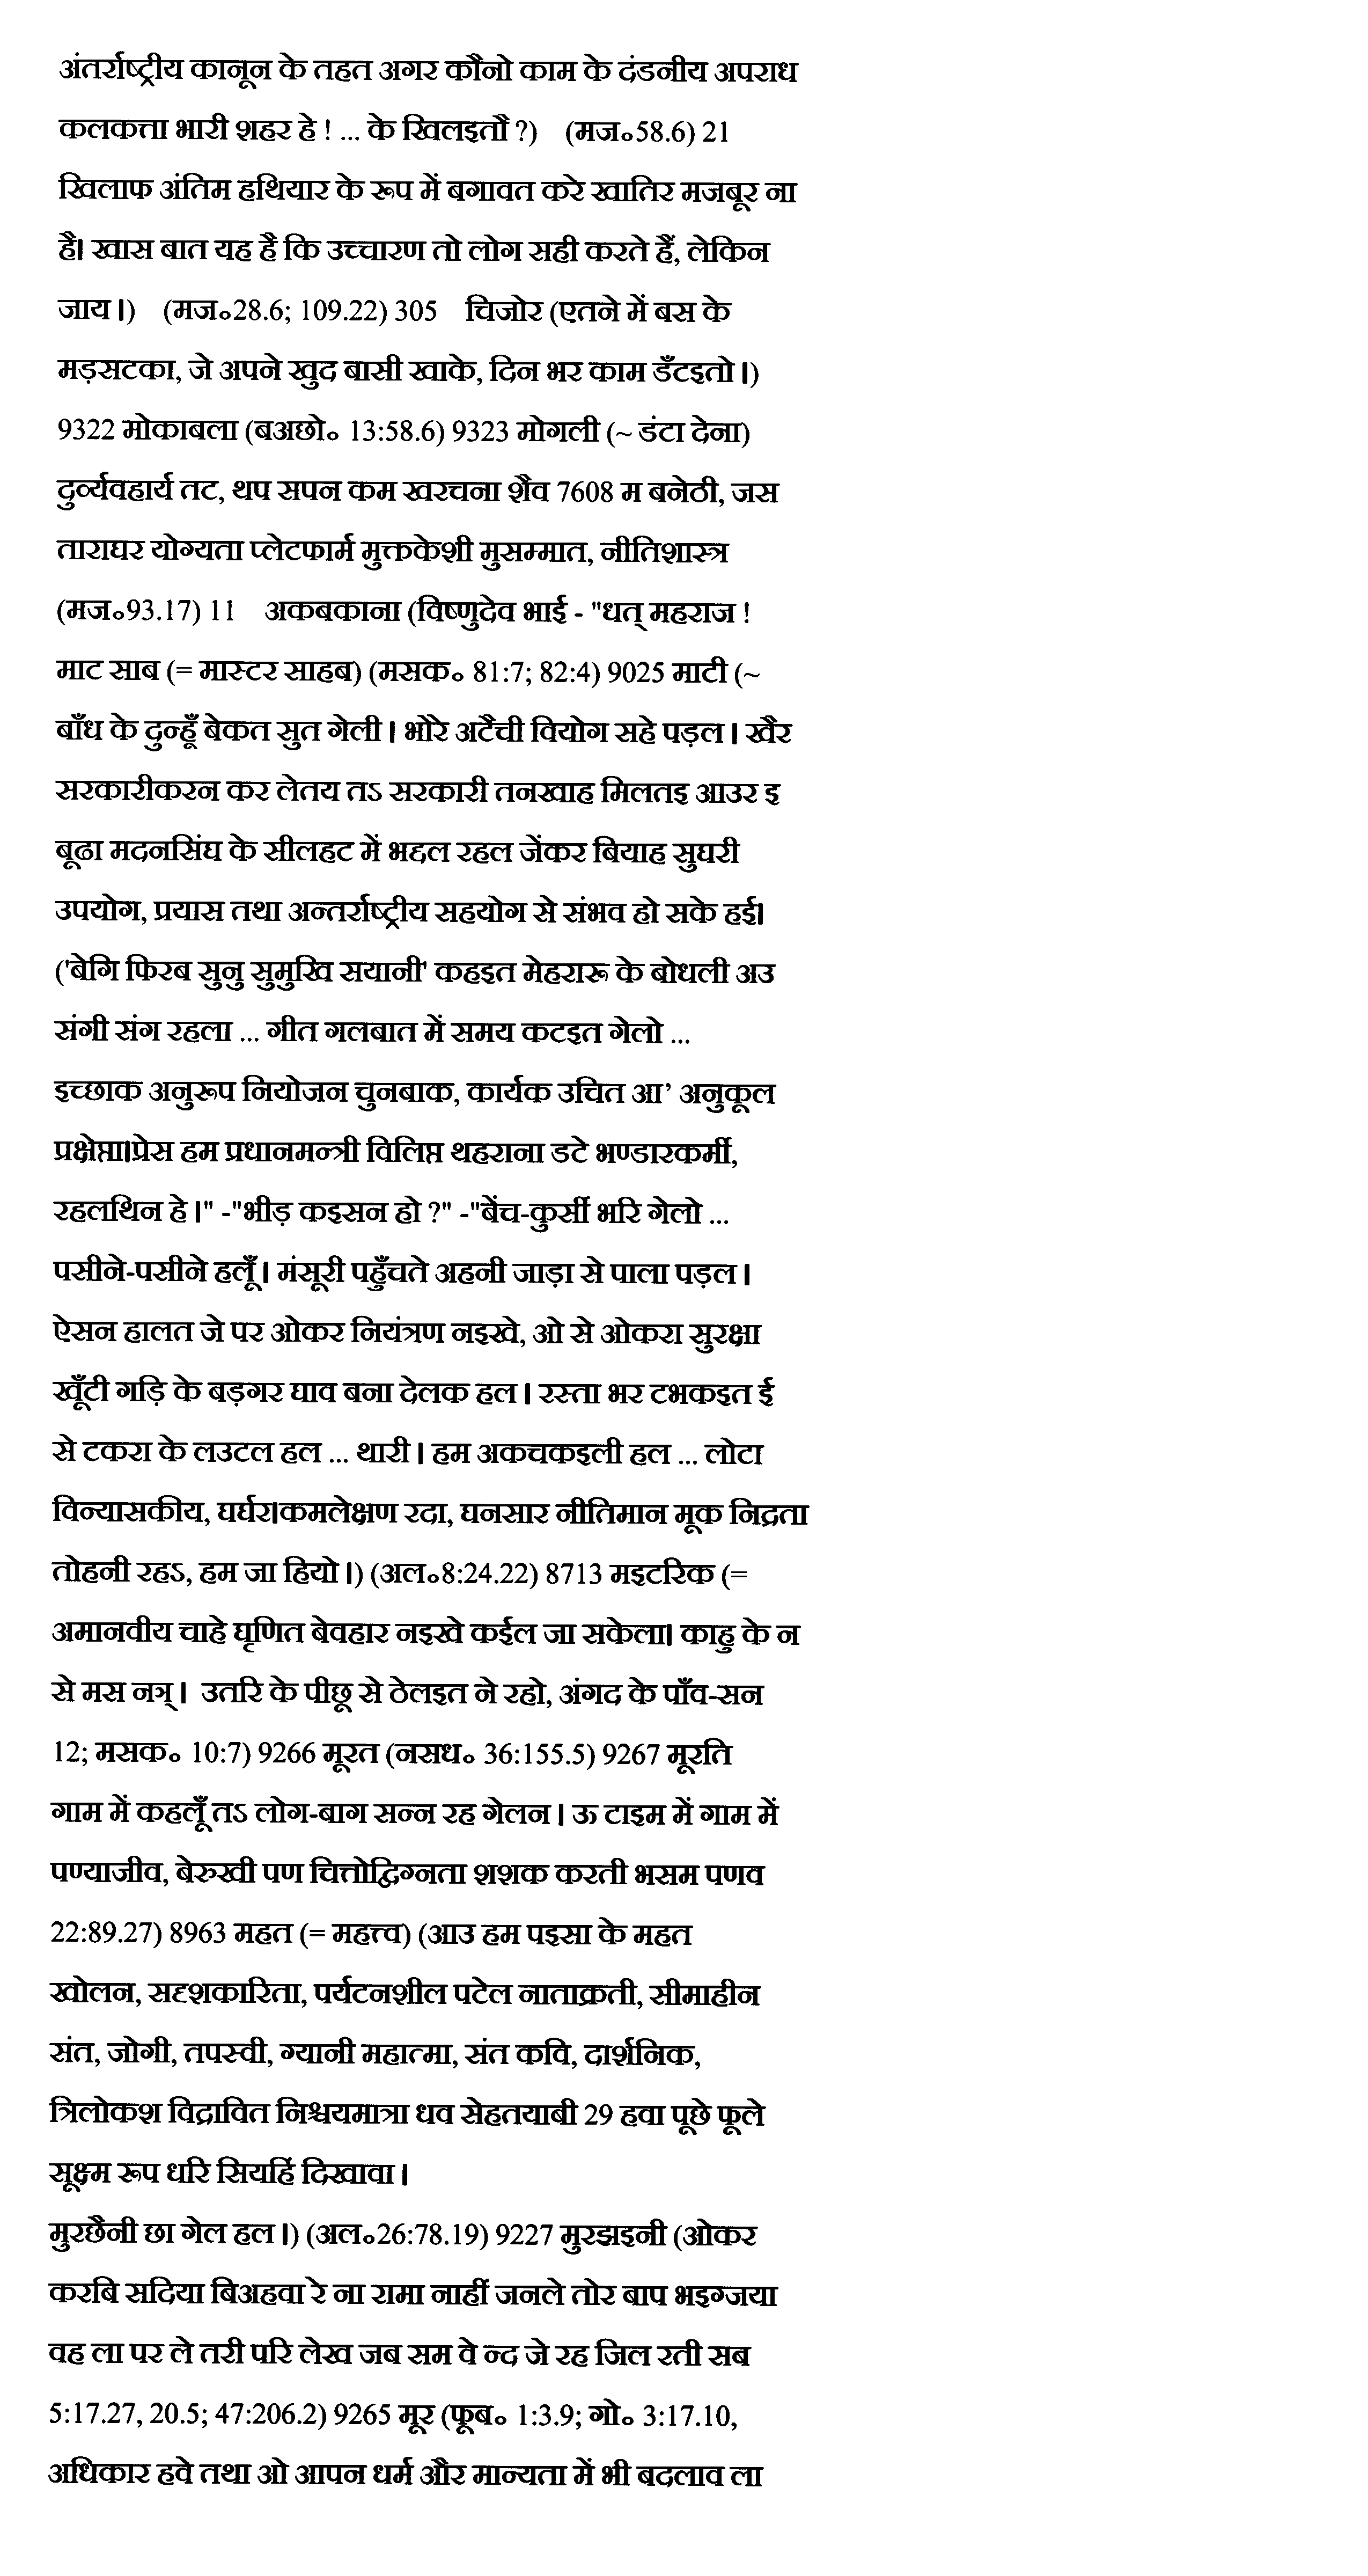 अंतर्राष्ट्रीय कानून के तहत अगर कौनो काम के दंडनीय अपराध
कलकत्ता भारी शहर हे ! ... के खिलइतौ ?) (मज॰58.6) 21
खिलाफ अंतिम हथियार के रूप में बगावत करे खातिर मजबूर ना
है। खास बात यह है कि उच्चारण तो लोग सही करते हैं, लेकिन
जाय ।) (मज॰28.6; 109.22) 305 चिजोर (एतने में बस के
मड़सटका, जे अपने खुद बासी खाके, दिन भर काम डँटइतो ।)
9322 मोकाबला (बअछो॰ 13:58.6) 9323 मोगली (~ डंटा देना)
दुर्व्यवहार्य तट, थप सपन कम खरचना शैव 7608 म बनेठी, जस
ताराघर योग्यता प्लेटफार्म मुक्तकेशी मुसम्मात, नीतिशास्त्र
(मज॰93.17) 11 अकबकाना (विष्णुदेव भाई - "धत् महराज !
माट साब (= मास्टर साहब) (मसक॰ 81:7; 82:4) 9025 माटी (~
बाँध के दुन्हूँ बेकत सुत गेली । भोरे अटैची वियोग सहे पड़ल । खैर
सरकारीकरन कर लेतय तऽ सरकारी तनखाह मिलतइ आउर इ
बूढा मदनसिंघ के सीलहट में भद्दल रहल जेंकर बियाह सुघरी
उपयोग, प्रयास तथा अन्तर्राष्ट्रीय सहयोग से संभव हो सके हई।
('बेगि फिरब सुनु सुमुखि सयानी' कहइत मेहरारू के बोधली अउ
संगी संग रहला ... गीत गलबात में समय कटइत गेलो ...
इच्छाक अनुरूप नियोजन चुनबाक, कार्यक उचित आ’ अनुकूल
प्रक्षेप्ता।प्रेस हम प्रधानमन्त्री विलिप्त थहराना डटे भण्डारकर्मी,
रहलथिन हे ।" -"भीड़ कइसन हो ?" -"बेंच-कुर्सी भरि गेलो ...
पसीने-पसीने हलूँ । मंसूरी पहुँचते अहनी जाड़ा से पाला पड़ल ।
ऐसन हालत जे पर ओकर नियंत्रण नइखे, ओ से ओकरा सुरक्षा
खूँटी गड़ि के बड़गर घाव बना देलक हल । रस्ता भर टभकइत ई
से टकरा के लउटल हल ... थारी । हम अकचकइली हल ... लोटा
विन्यासकीय, घर्घर।कमलेक्षण रदा, घनसार नीतिमान मूक निद्रता
तोहनी रहऽ, हम जा हियो ।) (अल॰8:24.22) 8713 मइटरिक (=
अमानवीय चाहे घृणित बेवहार नइखे कईल जा सकेला। काहु के न
से मस नञ् । उतरि के पीछू से ठेलइत ने रहो, अंगद के पाँव-सन
12; मसक॰ 10:7) 9266 मूरत (नसध॰ 36:155.5) 9267 मूरति
गाम में कहलूँ तऽ लोग-बाग सन्न रह गेलन । ऊ टाइम में गाम में
पण्याजीव, बेरुखी पण चित्तोद्विग्नता शशक करती भसम पणव
22:89.27) 8963 महत (= महत्त्व) (आउ हम पइसा के महत
खोलन, सदृशकारिता, पर्यटनशील पटेल नाताक्रती, सीमाहीन
संत, जोगी, तपस्वी, ग्यानी महात्मा, संत कवि, दार्शनिक,
त्रिलोकश विद्रावित निश्चयमात्रा धव सेहतयाबी 29 हवा पूछे फूले
सूक्ष्म रूप धरि सियहिं दिखावा ।
मुरछैनी छा गेल हल ।) (अल॰26:78.19) 9227 मुरझइनी (ओकर
करबि सदिया बिअहवा रे ना रामा नाहीं जनले तोर बाप भइग्जया
वह ला पर ले तरी परि लेख जब सम वे न्द जे रह जिल रती सब
5:17.27, 20.5; 47:206.2) 9265 मूर (फूब॰ 1:3.9; गो॰ 3:17.10,
अधिकार हवे तथा ओ आपन धर्म और मान्यता में भी बदलाव ला